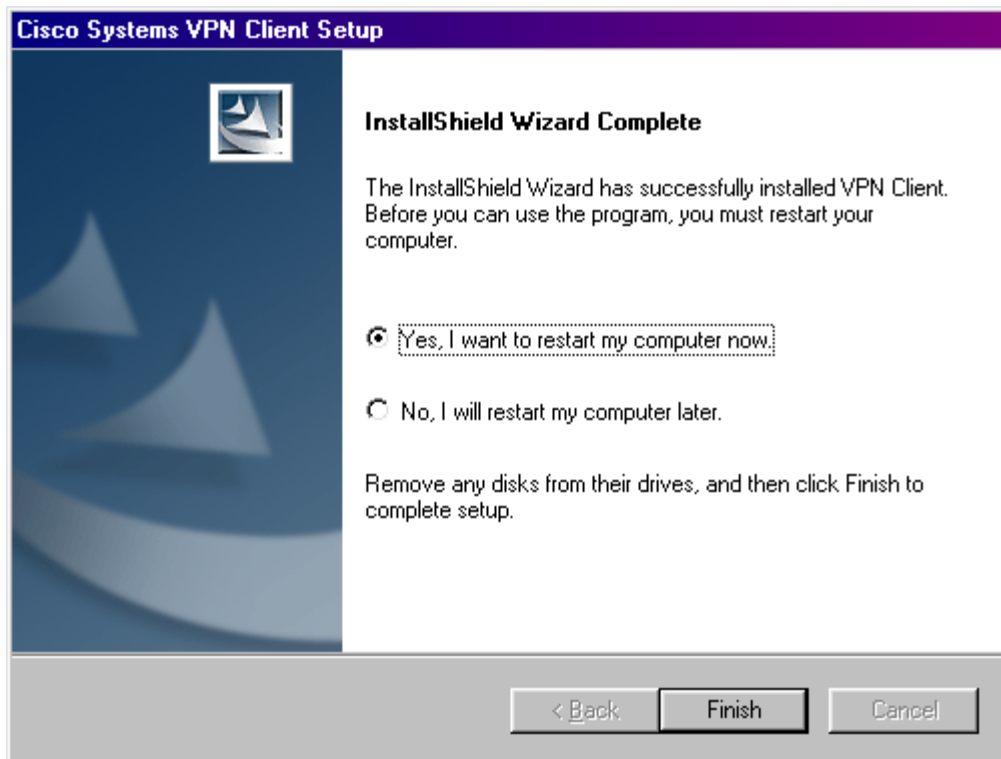 Cisco Systems VPN Client Setup
InstallShield Wizard Complete
The InstallShield Wizard has successfully installed VPN Client.
Before you can use the program, you must restart your
computer.
Yes, I want to restart my computer now.
No, I will restart my computer later.
Remove any disks from their drives, and then click Finish to
complete setup.
< Back
Finish
Cancel